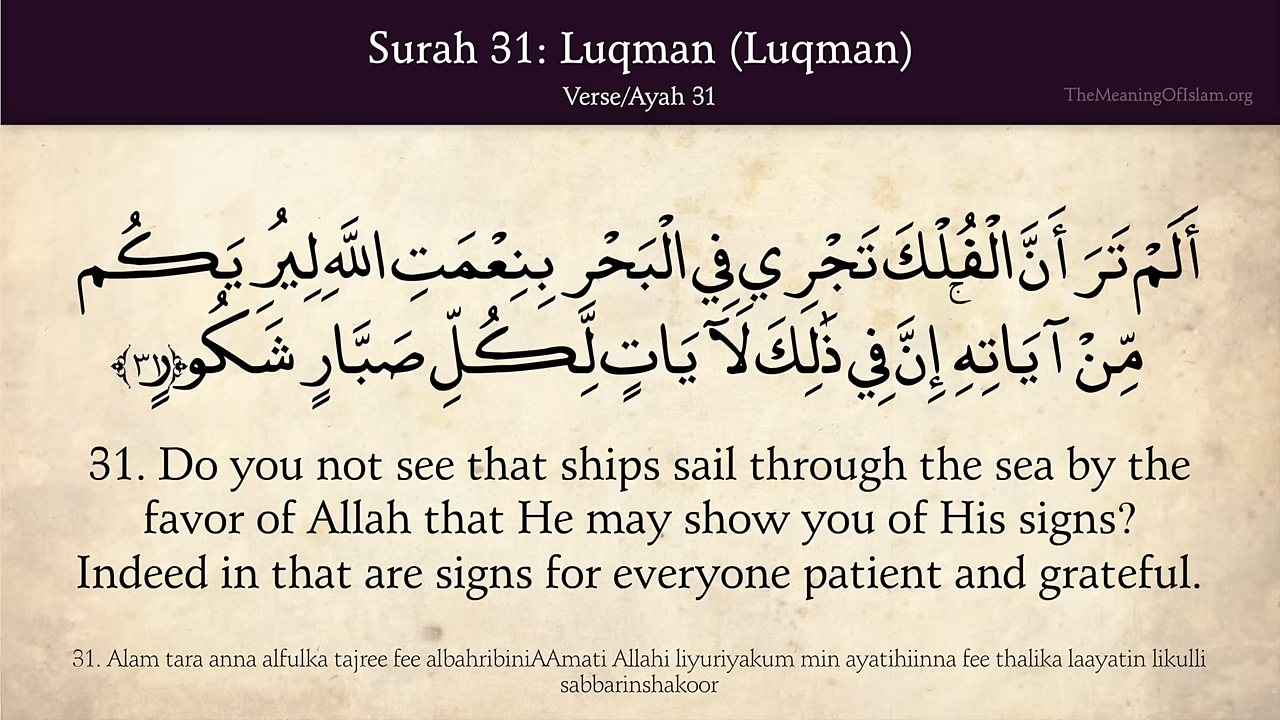 Surah 31: Luqman (Luqman)
Verse/Ayah 31
TheMeaningOfIslam.org
أَلَمْ تَرَ أَنَّ الْفُلْكَ تَجْرِي فِي الْبَحْرِ بِنِعْمَتِ اللَّهِ لِيُرِيَكُم
مِّنْ آيَاتِهِ ۚ إِنَّ فِي ذَٰلِكَ لَآيَاتٍ لِّكُلِّ صَبَّارٍ شَكُورٍ ﴿٣١﴾
31. Do you not see that ships sail through the sea by the
favor of Allah that He may show you of His signs?
Indeed in that are signs for everyone patient and grateful.
31. Alam tara anna alfulka tajree fee albahribiniAAmati Allahi liyuriyakum min ayatihiinna fee thalika laayatin likulli
sabbarinshakoor